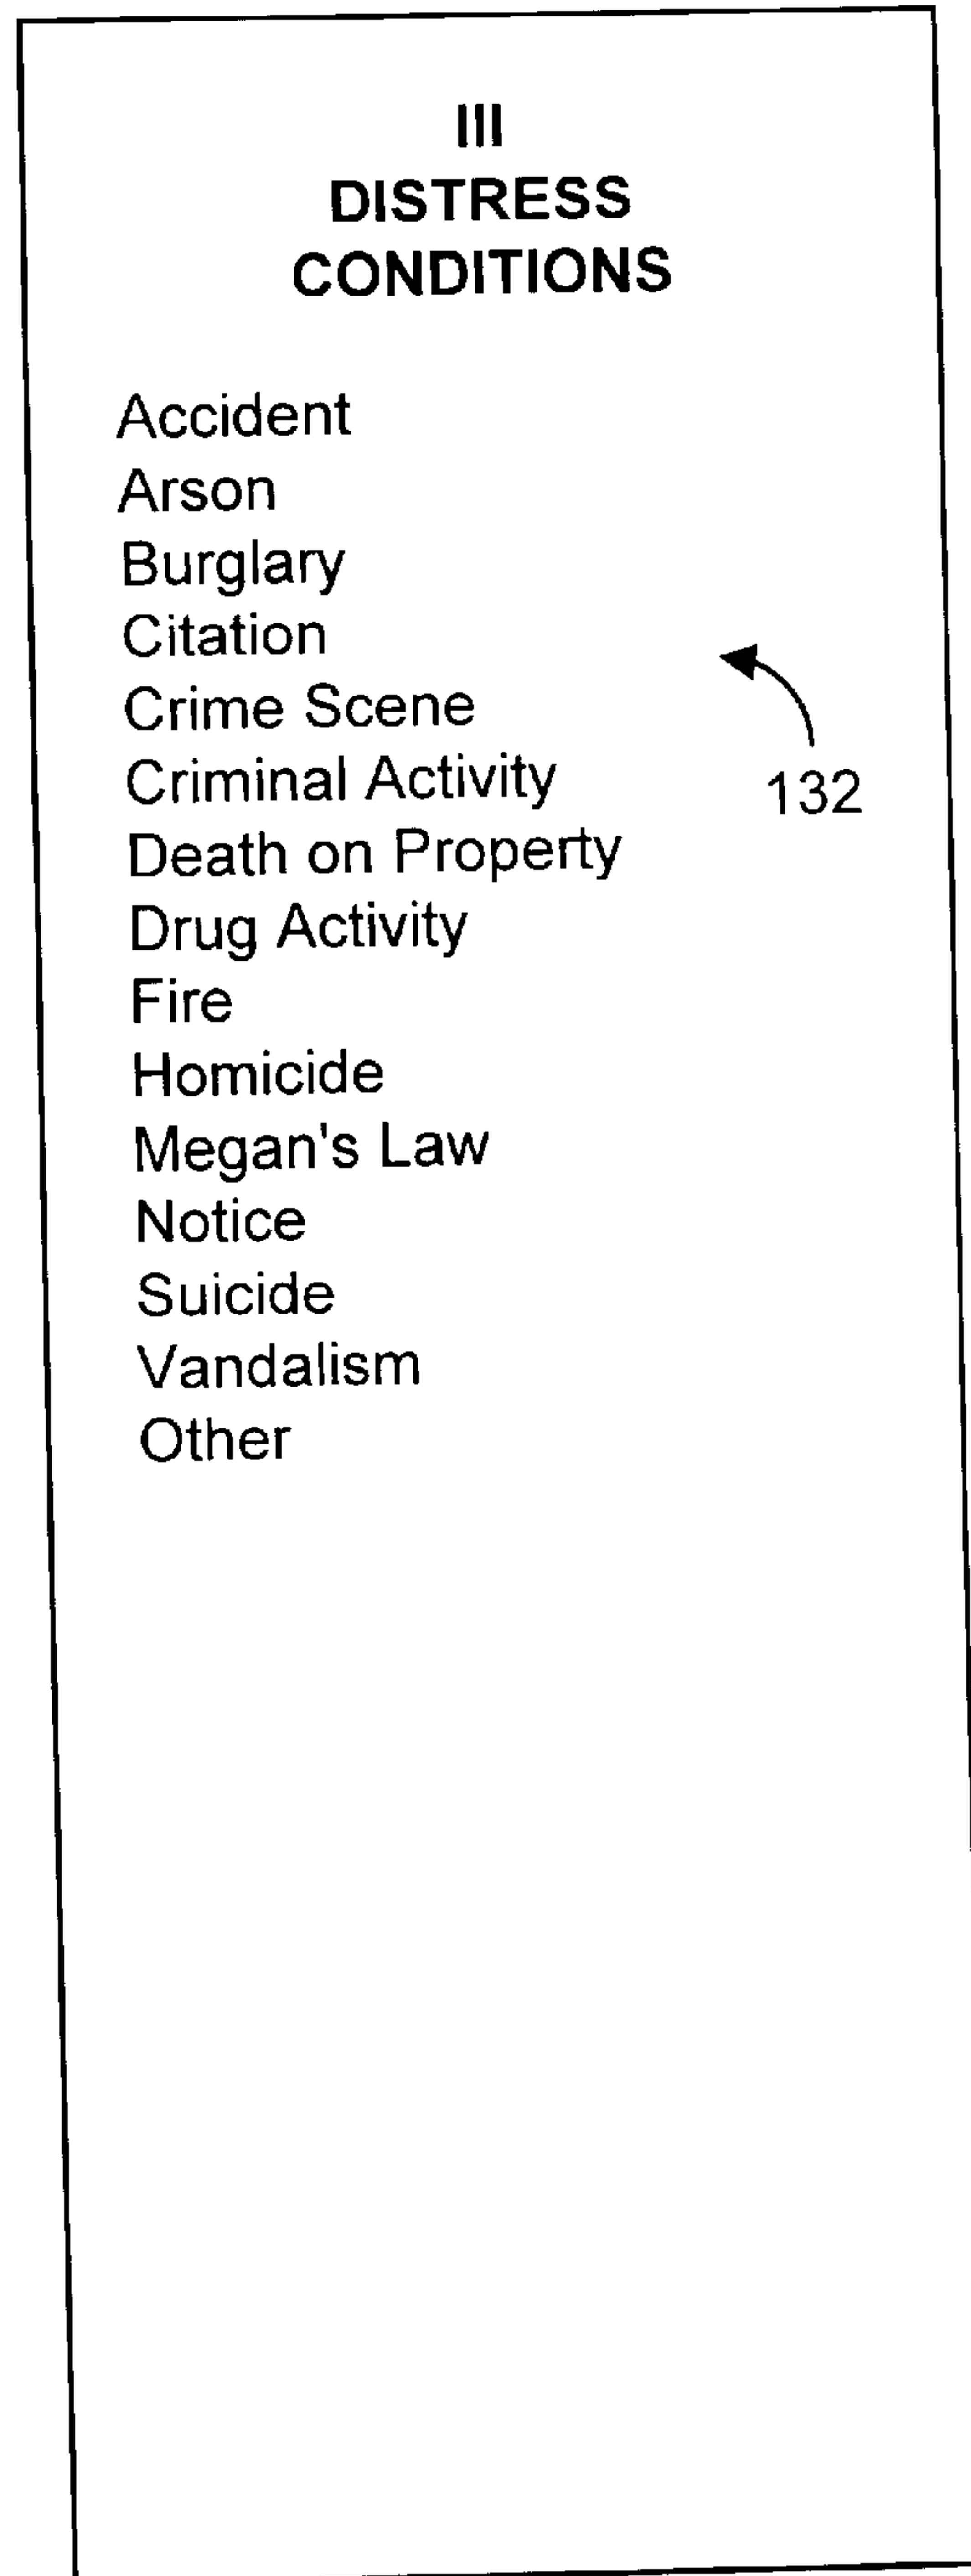 III
DISTRESS
CONDITIONS
Accident
Arson
Burglary
Citation
Crime Scene
Criminal Activity
132
Death on Property
Drug Activity
Fire
Homicide
Megan's Law
Notice
Suicide
Vandalism
Other